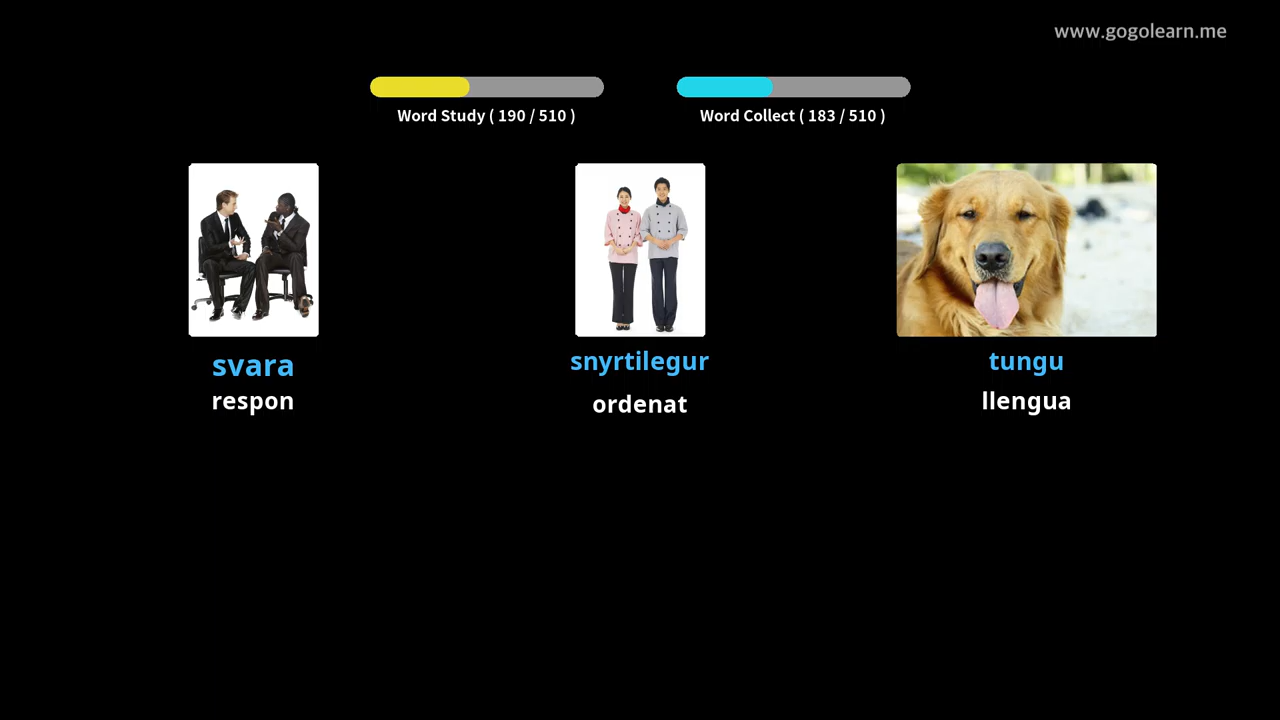 www.gogolearn.me
Word Study ( 190 / 510 )
Word Collect ( 183 / 510 )
svara
respon
snyrtilegur
ordenat
tungu
llengua